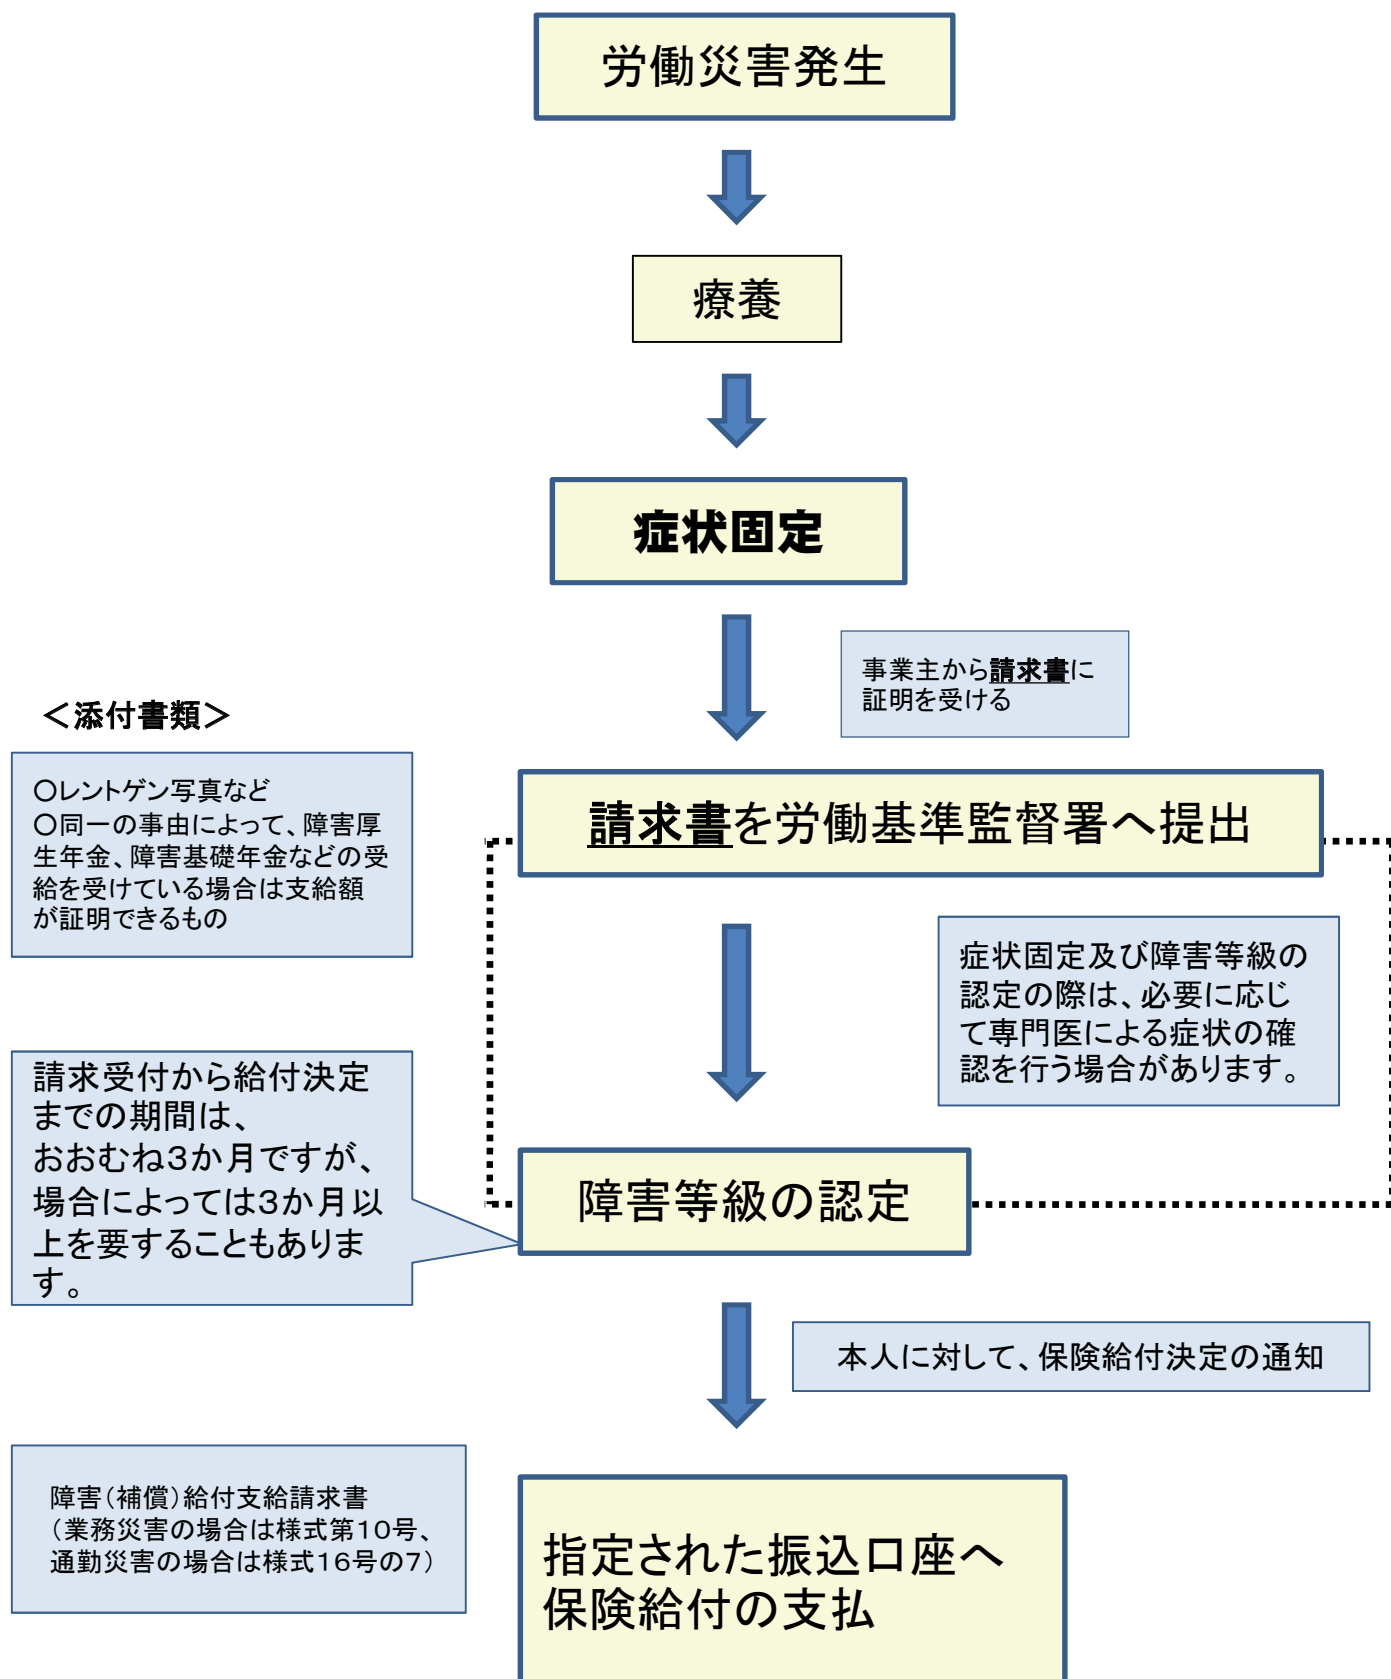 労働災害発生
療養
症状固定
事業主から請求書に
証明を受ける
＜添付書類＞
○レントゲン写真など
○同一の事由によって、障害厚
生年金、障害基礎年金などの受
給を受けている場合は支給額
が証明できるもの
請求書を労働基準監督署へ提出
症状固定及び障害等級の
認定の際は、必要に応じ
て専門医による症状の確
認を行う場合があります。
請求受付から給付決定
までの期間は、
おおむね３か月ですが、
場合によっては３か月以
上を要することもありま
す。
障害等級の認定
本人に対して、保険給付決定の通知
障害（補償）給付支給請求書
（業務災害の場合は様式第１０号、
通勤災害の場合は様式１６号の７）
指定された振込口座へ
保険給付の支払